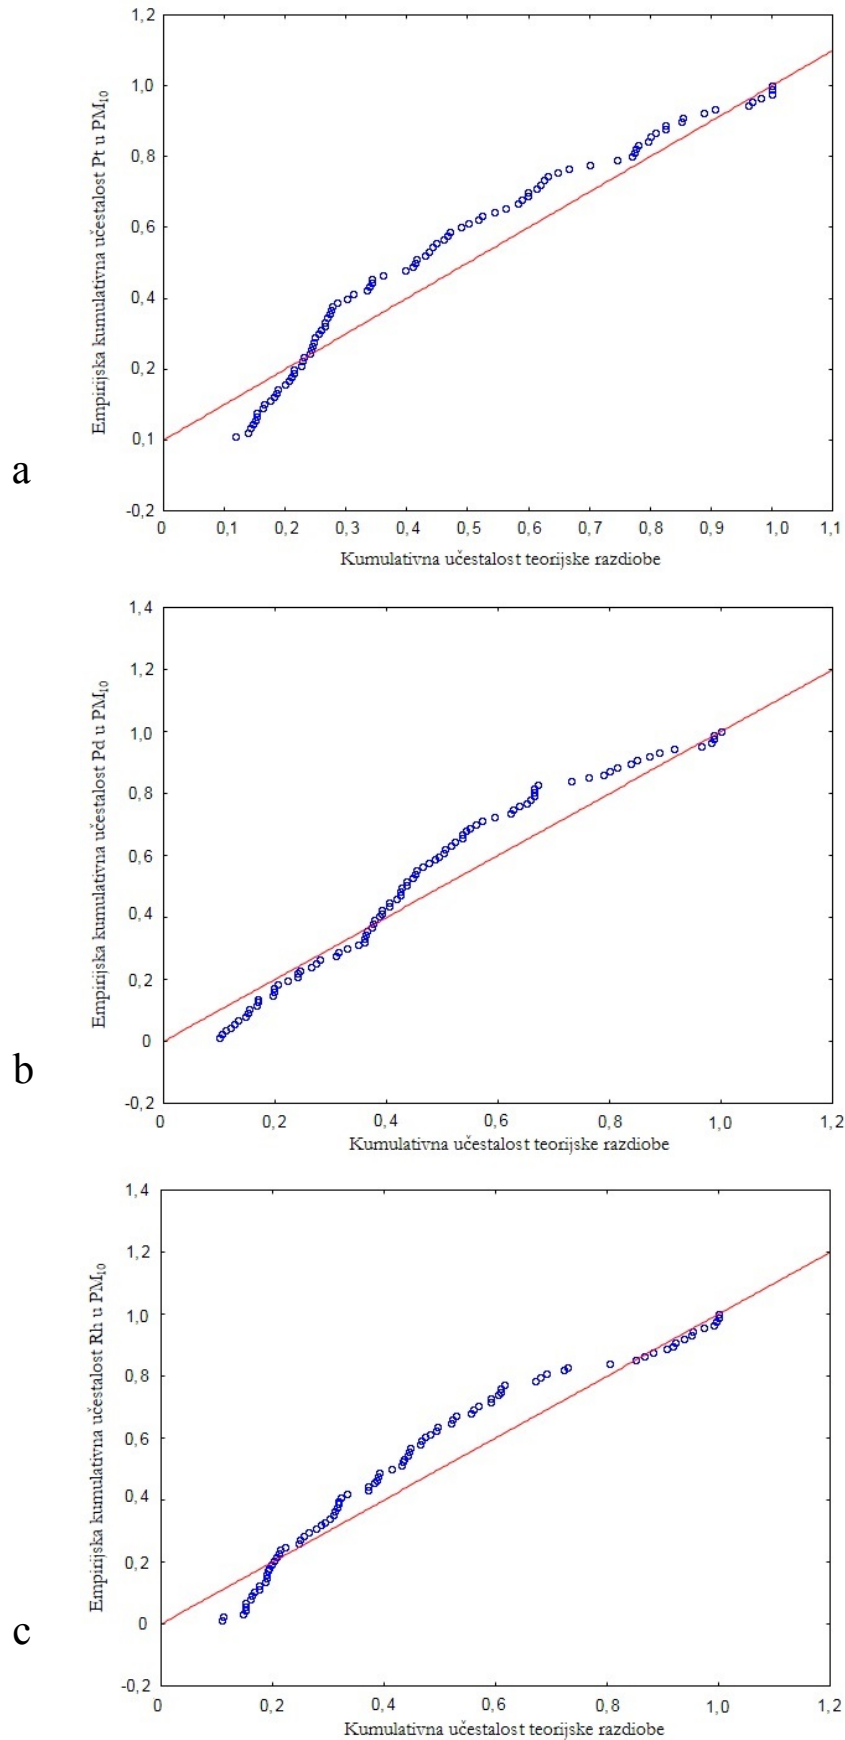 1,2
1,0
0,8
0,6
0,4
0,2
0,1
-0,2
Empirijska kumulativna učestalost Pt u PM10
a
0 0,1 0,2 0,3 0,4 0,5 0,6 0,7 0,8 0,9 1,0 1,1
Kumulativna učestalost teorijske razdiobe
1,4
1,2
1,0
0,8
0,6
0,4
0,2
0
-0,2
Empirijska kumulativna učestalost Pd u PM10
b
0 0,2 0,4 0,6 0,8 1,0 1,2
Kumulativna učestalost teorijske razdiobe
1,4
1,2
1,0
0,8
0,6
0,4
0,2
0
-0,2
Empirijska kumulativna učestalost Rh u PM10
c
0 0,2 0,4 0,6 0,8 1,0 1,2
Kumulativna učestalost teorijske razdiobe